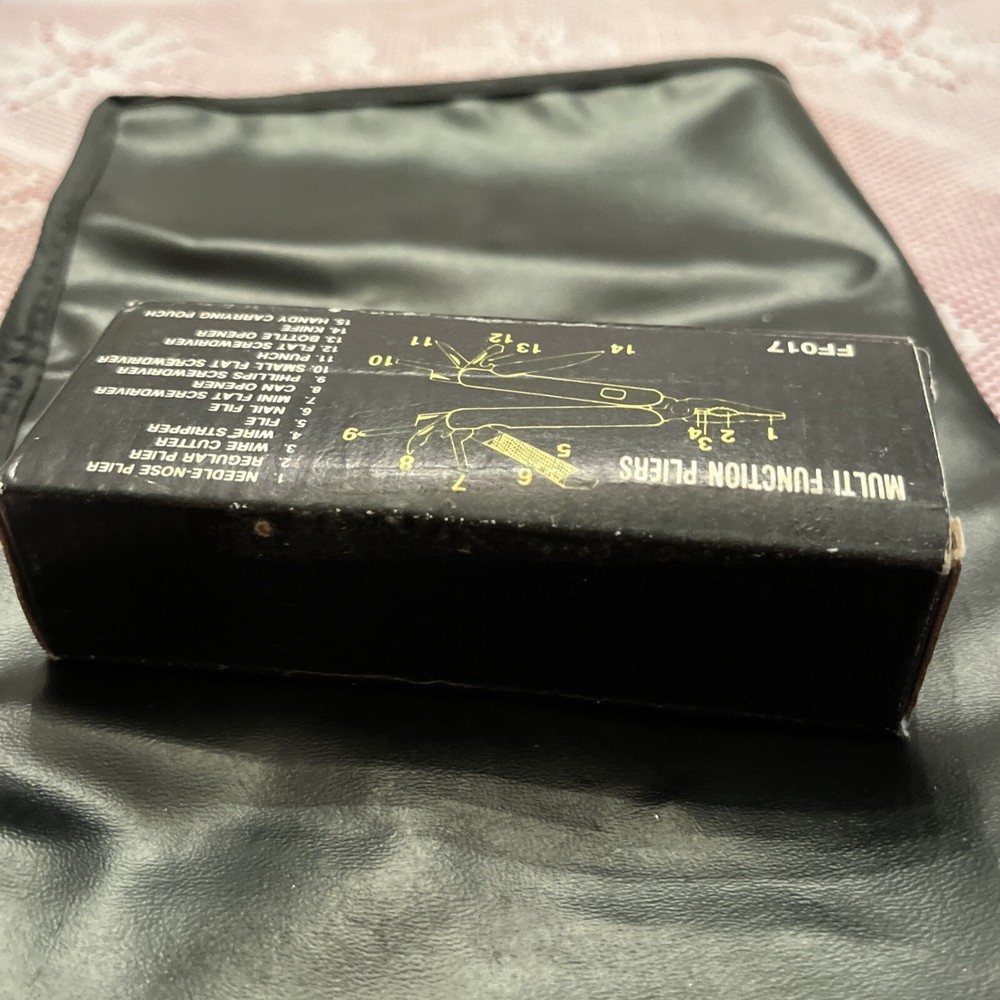 MULTI FUNCTION PLIERS
FF017
1
2
3
4
5
6
7
8
9
10
11
12
13
14
1 NEEDLE-NOSE PLIER
2. REGULAR PLIER
3. WIRE CUTTER
4. WIRE STRIPPER
5. FILE
6. NAIL FILE
7. MINI FLAT SCREWDRIVER
8. CAN OPENER
9. PHILLIPS SCREWDRIVER
10. SMALL FLAT SCREWDRIVER
11. PUNCH
12. FLAT SCREWDRIVER
13. BOTTLE OPENER
14. KNIFE
15. HANDY CARRYING POUCH